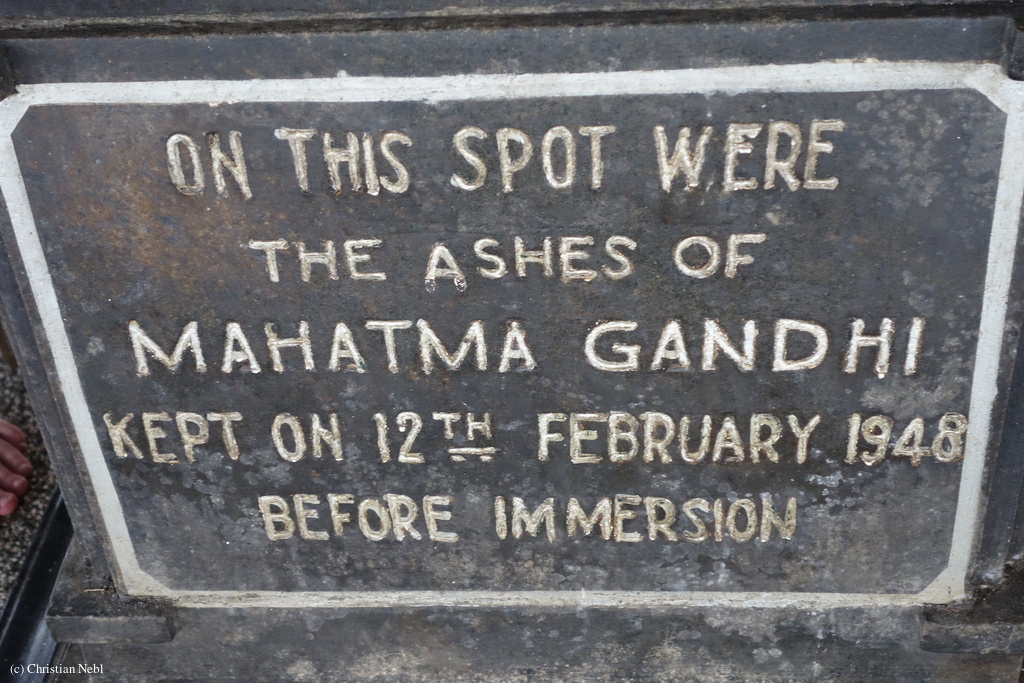 ON THIS SPOT WERE
THE ASHES OF
MAHATMA GANDHI
KEPT ON 12TH FEBRUARY 1948
BEFORE IMMERSION
(c) Christian Nebl